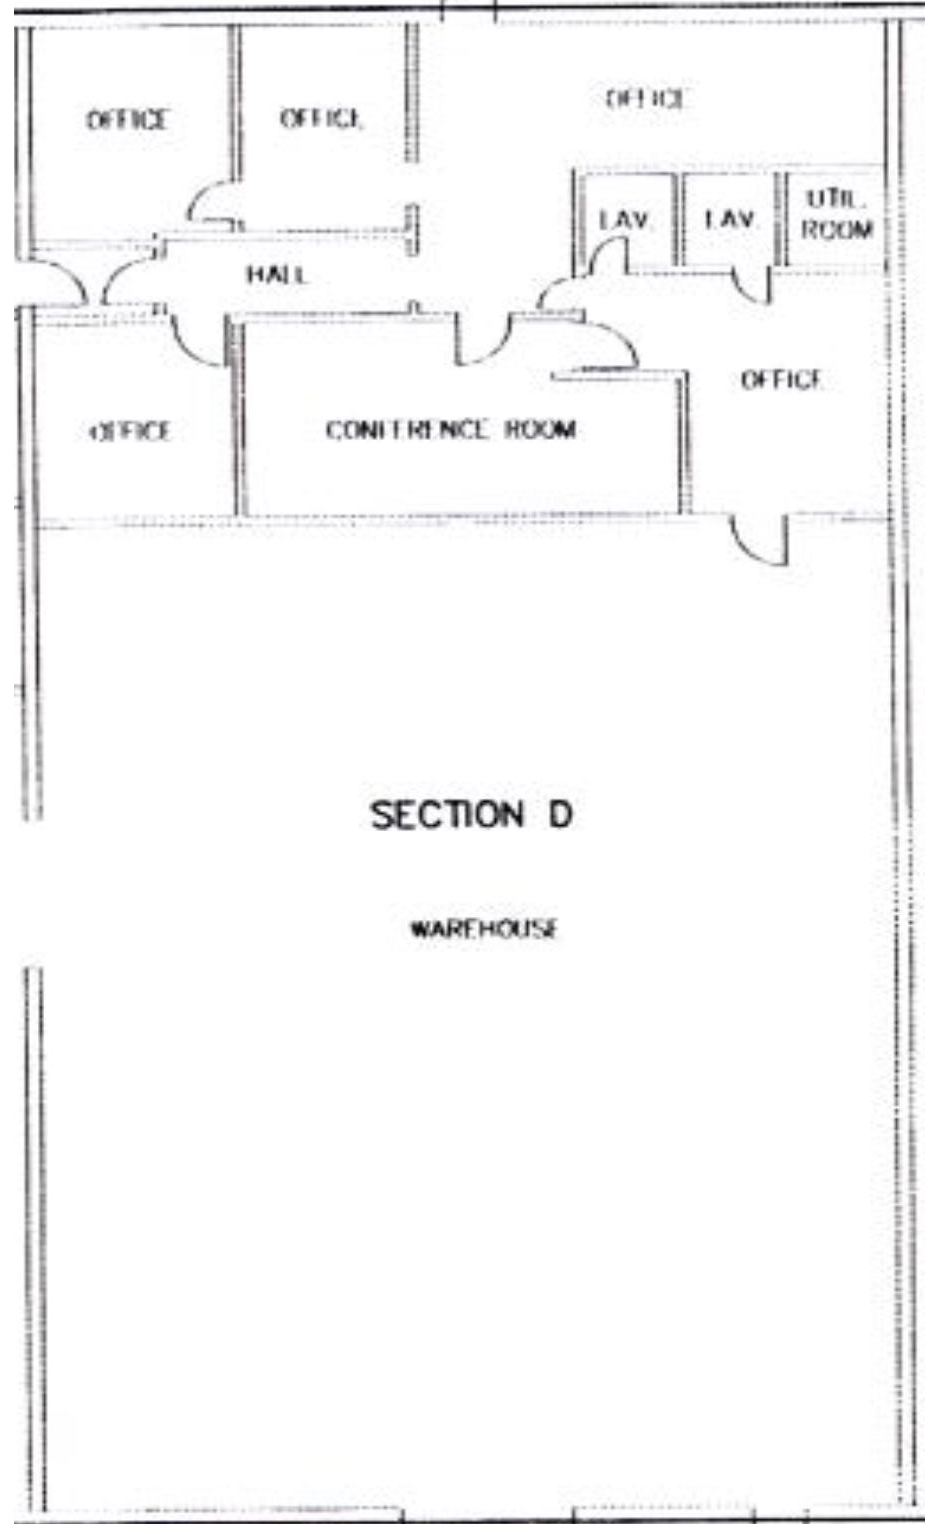 OFFICE
OFFICE
OFFICE
LAV.
LAV.
UTIL.
ROOM
HALL
OFFICE
OFFICE
CONFERENCE ROOM
SECTION D
WAREHOUSE